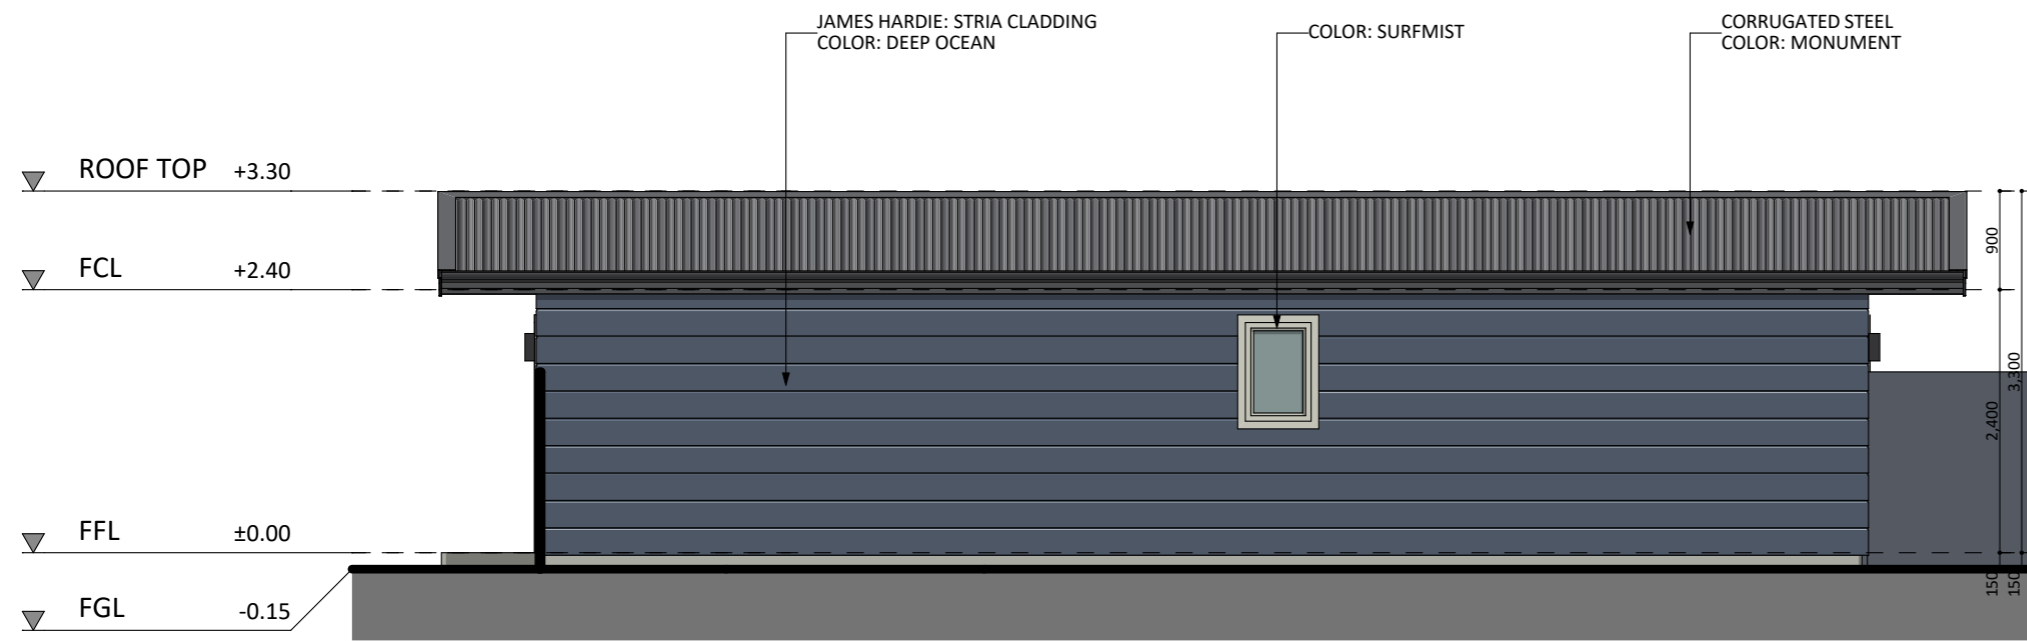 JAMES HARDIE: STRIA CLADDING
COLOR: DEEP OCEAN
COLOR: SURFMIST
CORRUGATED STEEL
COLOR: MONUMENT
ROOF TOP +3.30
FCL +2.40
FFL ±0.00
FGL -0.15
900
2,400
3,300
150
150